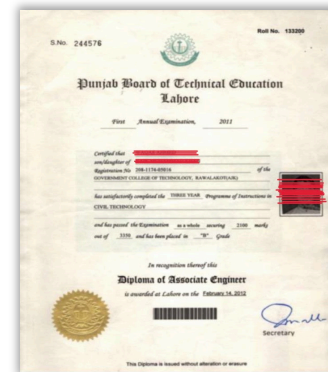 Roll No. 133200
S.No. 244576
Punjab Board of Technical Education
Lahore
First Annual Examination, 2011
Certified that
son/daughter of
Registration No of the
GOVERNMENT COLLEGE OF TECHNOLOGY, RAWALAKOT(AJK)
has satisfactorily completed the THREE YEAR Programme of Instructions in
CIVIL TECHNOLOGY
and has passed the Examination as a whole securing 2100 marks
out of 3350 and has been placed in "B" Grade
In recognition thereof this
Diploma of Associate Engineer
is awarded at Lahore on the February 14, 2012
Secretary
This Diploma is issued without alteration or erasure